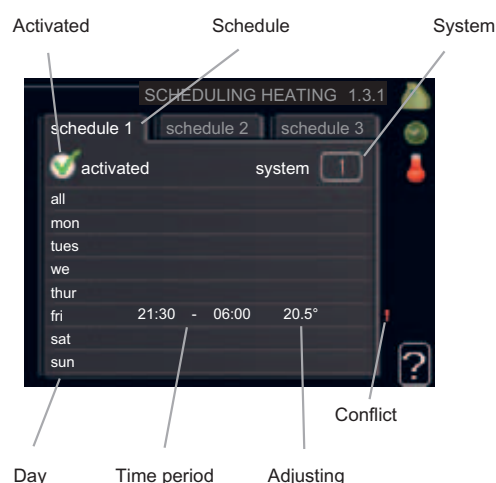 Activated Schedule System
SCHEDULING HEATING 1.3.1
schedule 1 schedule 2 schedule 3
activated system 1
all
mon
tues
we
thur
fri 21:30 - 06:00 20.5°
sat
sun
!
?
Conflict
Day Time period Adjusting